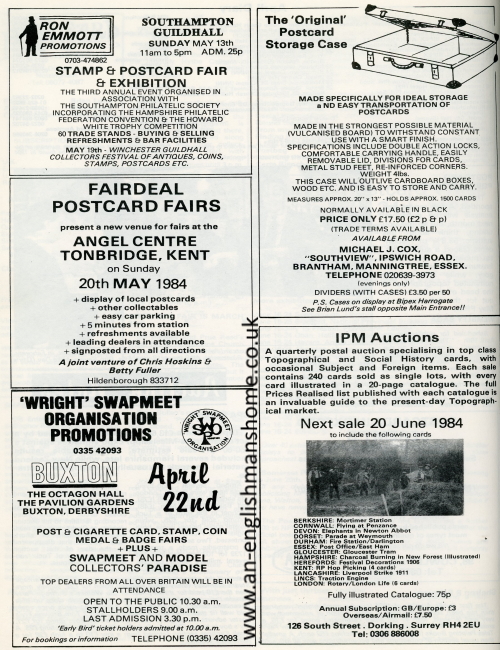 RON
EMMOTT
PROMOTIONS
0703-474862
SOUTHAMPTON
GUILDHALL
SUNDAY MAY 13th
11am to 5pm ADM. 25p
STAMP & POSTCARD FAIR
& EXHIBITION
THE THIRD ANNUAL EVENT ORGANISED IN
ASSOCIATION WITH
THE SOUTHAMPTON PHILATELIC SOCIETY
INCORPORATING THE HAMPSHIRE PHILATELIC
FEDERATION CONVENTION & THE HOWARD
WHITE TROPHY COMPETITION
60 TRADE STANDS - BUYING & SELLING
REFRESHMENTS & BAR FACILITIES
MAY 19th - WINCHESTER GUILDHALL
COLLECTORS FESTIVAL OF ANTIQUES, COINS,
STAMPS, POSTCARDS ETC.
FAIRDEAL
POSTCARD FAIRS
present a new venue for fairs at the
ANGEL CENTRE
TONBRIDGE, KENT
on Sunday
20th MAY 1984
+ display of local postcards
+ other collectables
+ easy car parking
+ 5 minutes from station
+ refreshments available
+ leading dealers in attendance
+ signposted from all directions
A joint venture of Chris Hoskins &
Betty Fuller
Hildenborough 833712
'WRIGHT' SWAPMEET
ORGANISATION
PROMOTIONS
0335 42093
'WRIGHT' SWAPMEET
SWO
ORGANISATION
BUXTON
April
22nd
THE OCTAGON HALL
THE PAVILION GARDENS
BUXTON, DERBYSHIRE
POST & CIGARETTE CARD, STAMP, COIN
MEDAL & BADGE FAIRS
+ PLUS +
SWAPMEET AND MODEL
COLLECTORS' PARADISE
TOP DEALERS FROM ALL OVER BRITAIN WILL BE IN
ATTENDANCE
OPEN TO THE PUBLIC 10.30 a.m.
STALLHOLDERS 9.00 a.m.
LAST ADMISSION 3.30 p.m.
'Early Bird' ticket holders admitted at 10.00 a.m.
For bookings or information TELEPHONE (0335) 42093
www.an-englishmanshome.co.uk
The 'Original'
Postcard
Storage Case
MADE SPECIFICALLY FOR IDEAL STORAGE
a ND EASY TRANSPORTATION OF
POSTCARDS
MADE IN THE STRONGEST POSSIBLE MATERIAL
(VULCANISED BOARD) TO WITHSTAND CONSTANT
USE WITH A SMART FINISH.
SPECIFICATIONS INCLUDE DOUBLE ACTION LOCKS,
COMFORTABLE CARRYING HANDLE, EASILY
REMOVABLE LID, DIVISIONS FOR CARDS.
METAL STUD FEET, RE-INFORCED CORNERS.
WEIGHT 4lbs.
THIS CASE WILL OUTLIVE CARDBOARD BOXES,
WOOD ETC. AND IS EASY TO STORE AND CARRY.
MEASURES APPROX. 20" x 13" - HOLDS APPROX. 1500 CARDS
NORMALLY AVAILABLE IN BLACK
PRICE ONLY £17.50 (£2 p & p)
(TRADE TERMS AVAILABLE)
AVAILABLE FROM
MICHAEL J. COX,
"SOUTHVIEW", IPSWICH ROAD,
BRANTHAM, MANNINGTREE, ESSEX.
TELEPHONE 020639-3973
(evenings only)
DIVIDERS (WITH CASES) £3.50 per 50
P.S. Cases on display at Bipex Harrogate
See Brian Lund's stall opposite Main Entrance!!
IPM Auctions
A quarterly postal auction specialising in top class
Topographical and Social History cards, with
occasional Subject and Foreign items. Each sale
contains 240 cards sold as single lots, with every
card illustrated in a 20-page catalogue. The full
Prices Realised list published with each catalogue is
an invaluable guide to the present-day Topograph-
ical market.
Next sale 20 June 1984
to include the following cards
BERKSHIRE: Mortimer Station
CORNWALL: Flying at Penzance
DEVON: Elephants in Newton Abbot
DORSET: Parade at Weymouth
DURHAM: Fire Station/Darlington
ESSEX: Post Office/East Ham
GLOUCESTER: Gloucester Tram
HAMPSHIRE: Charcoal Burning in New Forest (illustrated)
HEREFORDS: Festival Decorations 1906
KENT: RP Hop Picking (4 cards)
LANCASHIRE: Liverpool Strike 1911
LINCS: Traction Engine
LONDON: Rotary/London Life (6 cards)
Fully illustrated Catalogue: 75p
Annual Subscription: GB/Europe: £3
Overseas/Airmail: £7.50
126 South Street . Dorking . Surrey RH4 2EU
Tel: 0306 886008